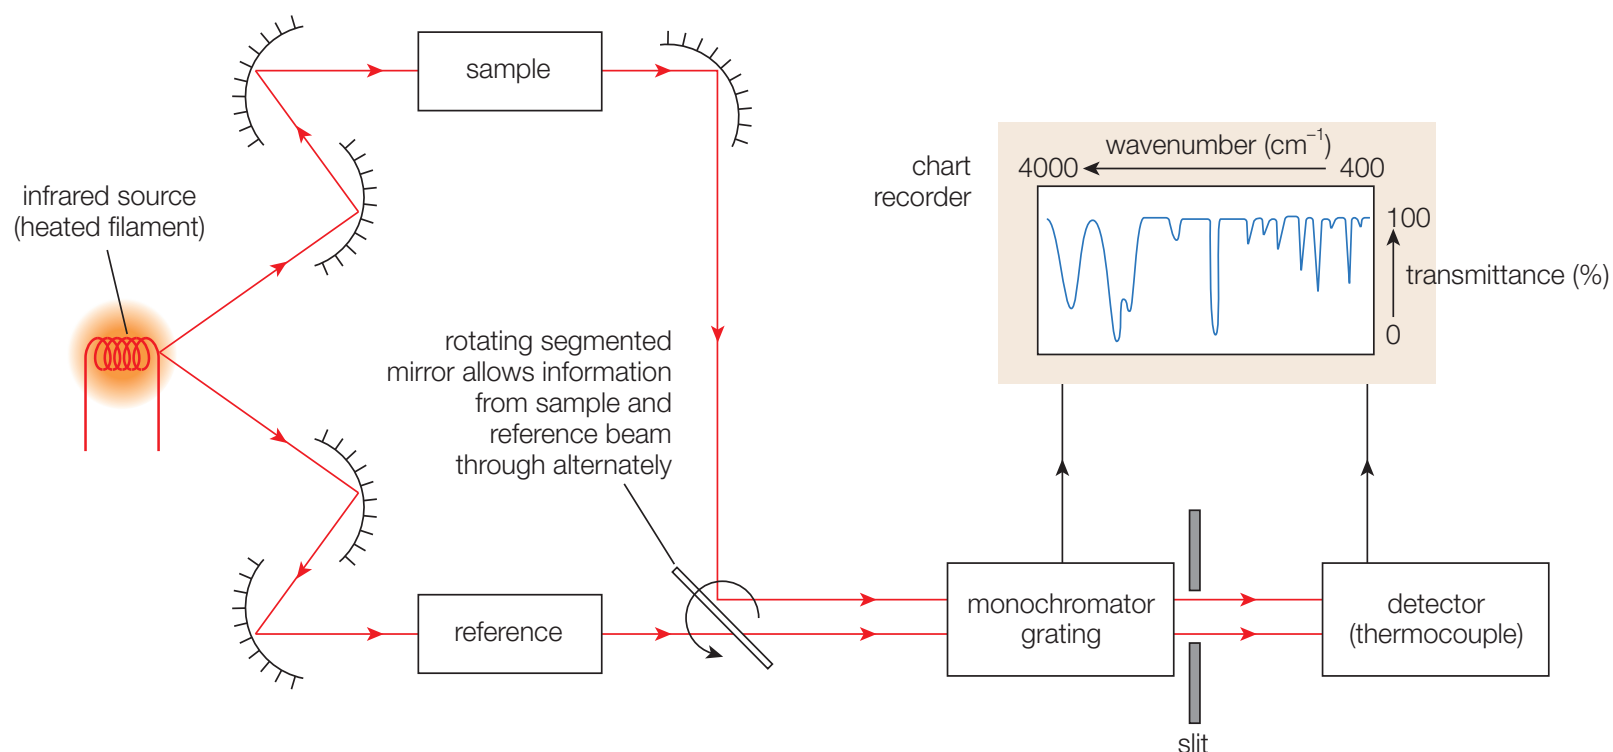 sample
infrared source
(heated filament)
chart
recorder
wavenumber (cm⁻¹)
4000
400
100
transmittance (%)
0
rotating segmented
mirror allows information
from sample and
reference beam
through alternately
reference
monochromator
grating
detector
(thermocouple)
slit